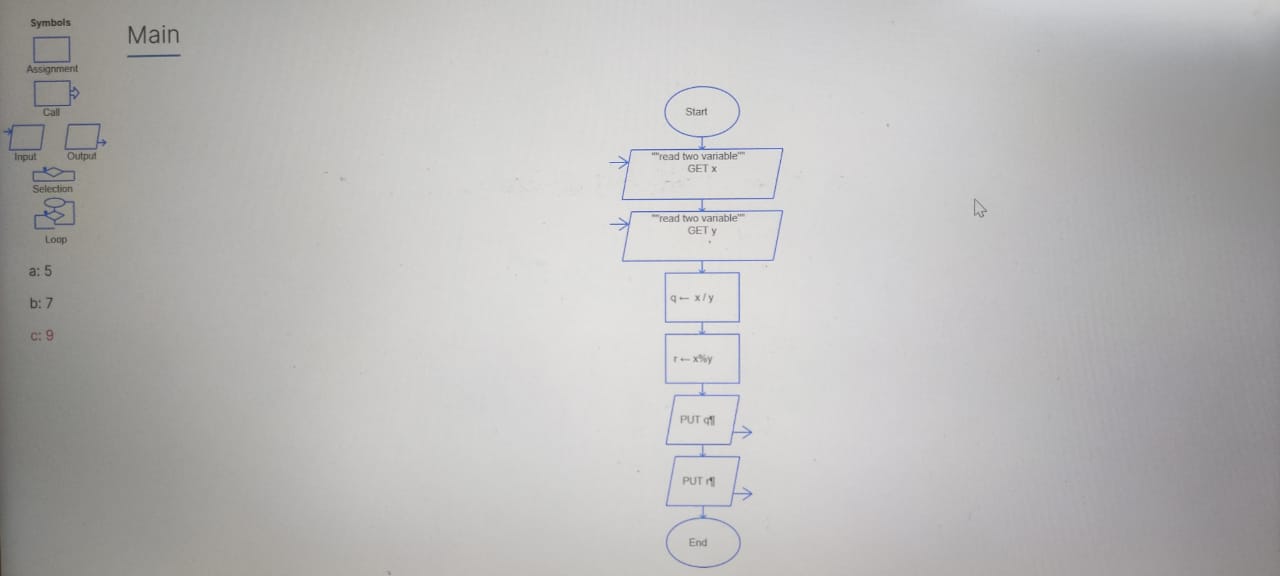 Symbols
Main
Assignment
Call
Input Output
Selection
Loop
a: 5
b: 7
c: 9
Start
""read two variable""
GET x
""read two variable""
GET y
q ← x / y
r ← x%y
PUT q¶
PUT r¶
End